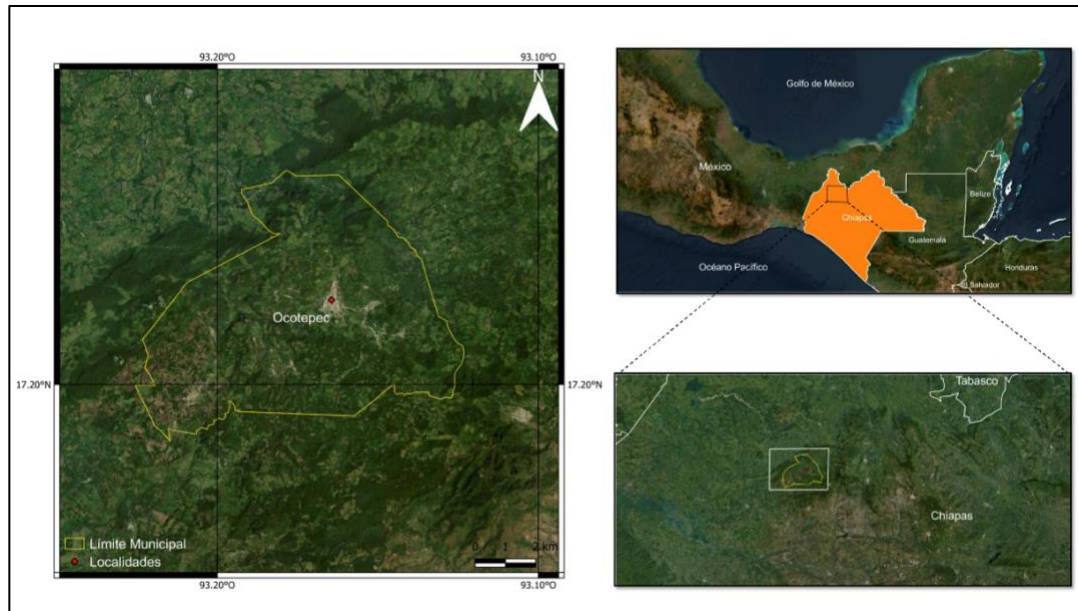 93.20°O
93.10°O
N
Ocotepec
17.20°N
17.20°N
Límite Municipal
Localidades
0 1 2 km
93.20°O
93.10°O
Golfo de México
México
Belize
Chiapas
Guatemala
Océano Pacífico
Honduras
El Salvador
Tabasco
Chiapas